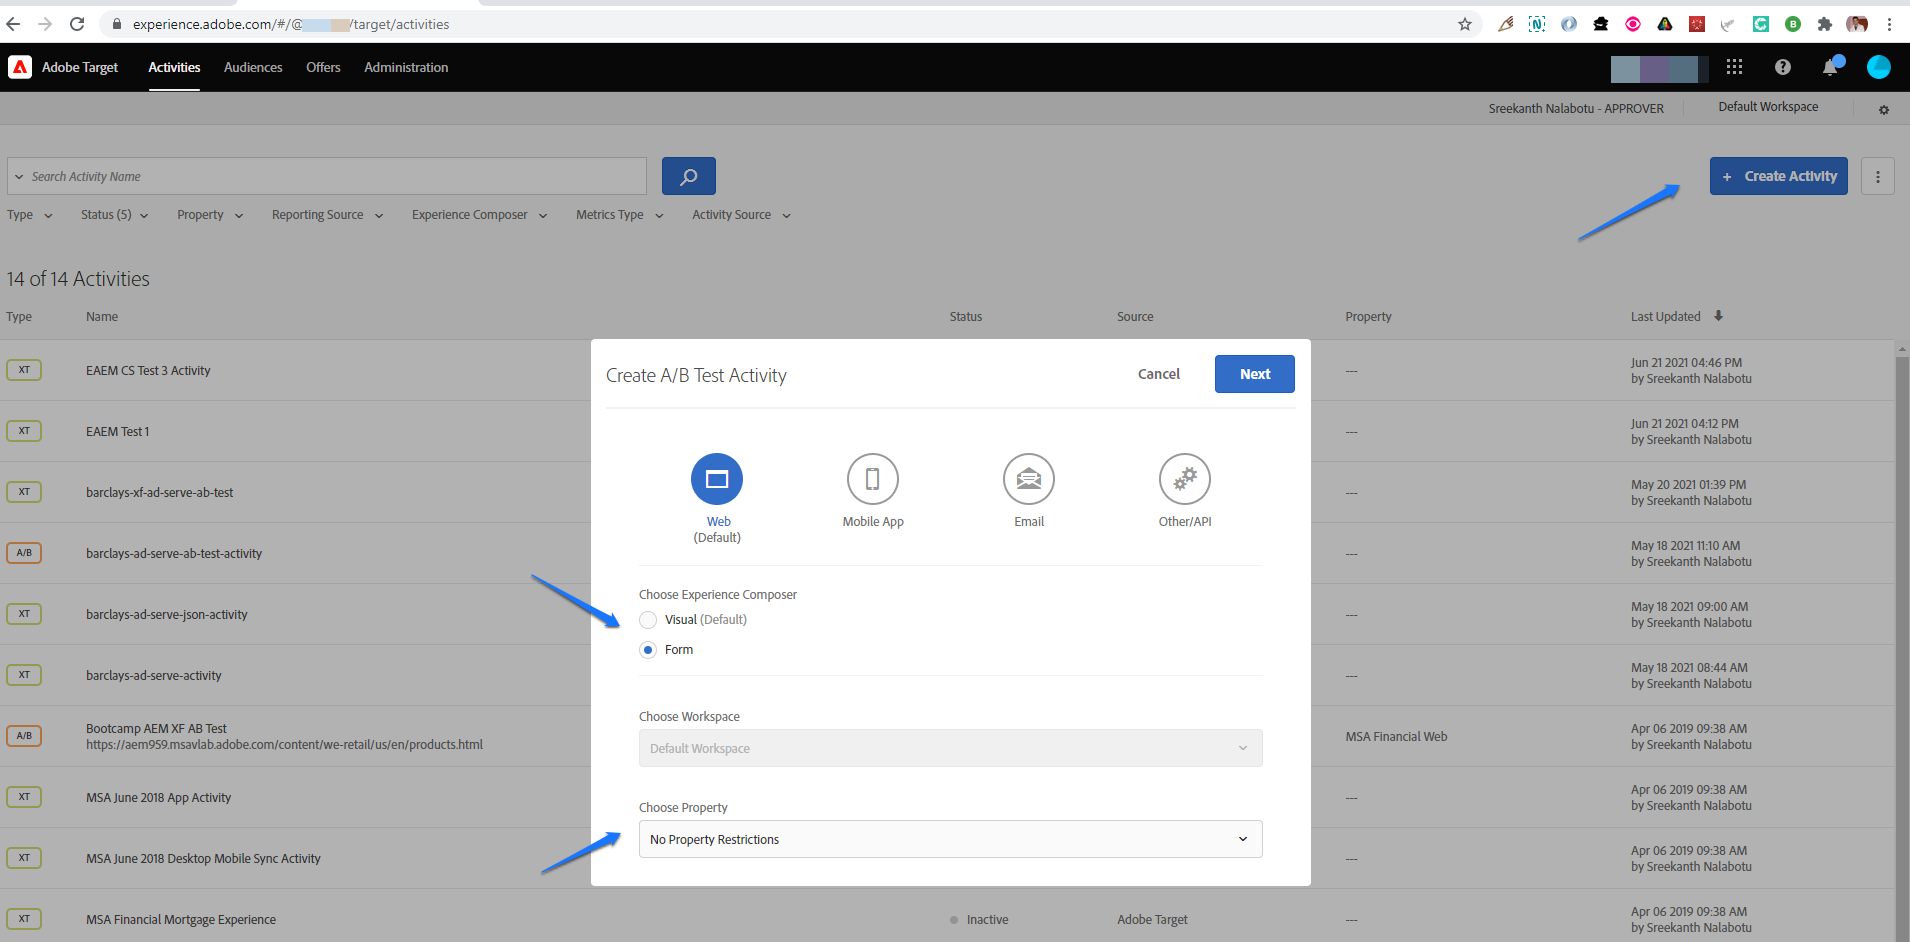 experience.adobe.com/#/@ /target/activities
Adobe Target Activities Audiences Offers Administration
Sreekanth Nalabotu - APPROVER Default Workspace
Search Activity Name
+ Create Activity
Type Status (5) Property Reporting Source Experience Composer Metrics Type Activity Source
14 of 14 Activities
Type Name Status Source Property Last Updated
XT EAEM CS Test 3 Activity --- Jun 21 2021 04:46 PM
by Sreekanth Nalabotu
XT EAEM Test 1 --- Jun 21 2021 04:12 PM
by Sreekanth Nalabotu
XT barclays-xf-ad-serve-ab-test --- May 20 2021 01:39 PM
by Sreekanth Nalabotu
A/B barclays-ad-serve-ab-test-activity --- May 18 2021 11:10 AM
by Sreekanth Nalabotu
XT barclays-ad-serve-json-activity --- May 18 2021 09:00 AM
by Sreekanth Nalabotu
XT barclays-ad-serve-activity --- May 18 2021 08:44 AM
by Sreekanth Nalabotu
A/B Bootcamp AEM XF AB Test
https://aem959.msavlab.adobe.com/content/we-retail/us/en/products.html
MSA Financial Web Apr 06 2019 09:38 AM
by Sreekanth Nalabotu
XT MSA June 2018 App Activity --- Apr 06 2019 09:38 AM
by Sreekanth Nalabotu
XT MSA June 2018 Desktop Mobile Sync Activity --- Apr 06 2019 09:38 AM
by Sreekanth Nalabotu
XT MSA Financial Mortgage Experience Inactive Adobe Target --- Apr 06 2019 09:38 AM
by Sreekanth Nalabotu
Create A/B Test Activity Cancel Next
Web
(Default)
Mobile App
Email
Other/API
Choose Experience Composer
Visual (Default)
Form
Choose Workspace
Default Workspace
Choose Property
No Property Restrictions